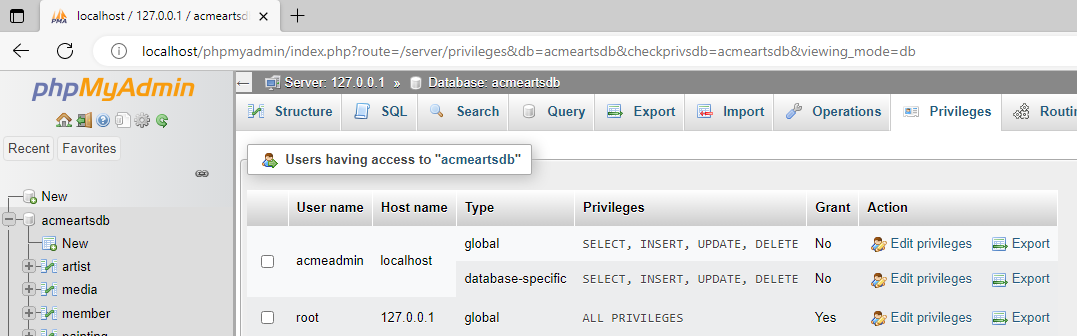 localhost / 127.0.0.1 / acmeartsdb
localhost/phpmyadmin/index.php?route=/server/privileges&db=acmeartsdb&checkprivsdb=acmeartsdb&viewing_mode=db
phpMyAdmin
Recent Favorites
New
acmeartsdb
New
artist
media
member
painting
Server: 127.0.0.1 » Database: acmeartsdb
Structure SQL Search Query Export Import Operations Privileges Routin
Users having access to "acmeartsdb"
User name Host name Type Privileges Grant Action
acmeadmin localhost global SELECT, INSERT, UPDATE, DELETE No Edit privileges Export
database-specific SELECT, INSERT, UPDATE, DELETE No Edit privileges Export
root 127.0.0.1 global ALL PRIVILEGES Yes Edit privileges Export